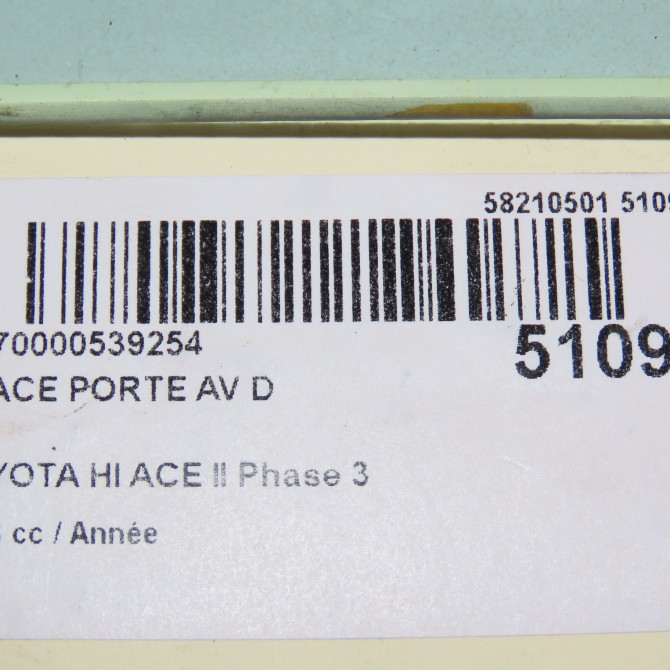 58210501 5109
70000539254
5109
ACE PORTE AV D
YOTA HI ACE II Phase 3
cc / Année